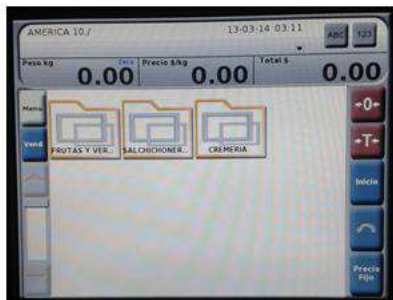 AMERICA 10./ 13-03-14 03:11 ABC 123
Peso kg Zero Precio $/kg Total $
0.00 0.00 0.00
Menu
Vend
FRUTAS Y VER... SALCHICHONER... CREMERIA
→0←
→T←
Inicio
Precio
Fijo